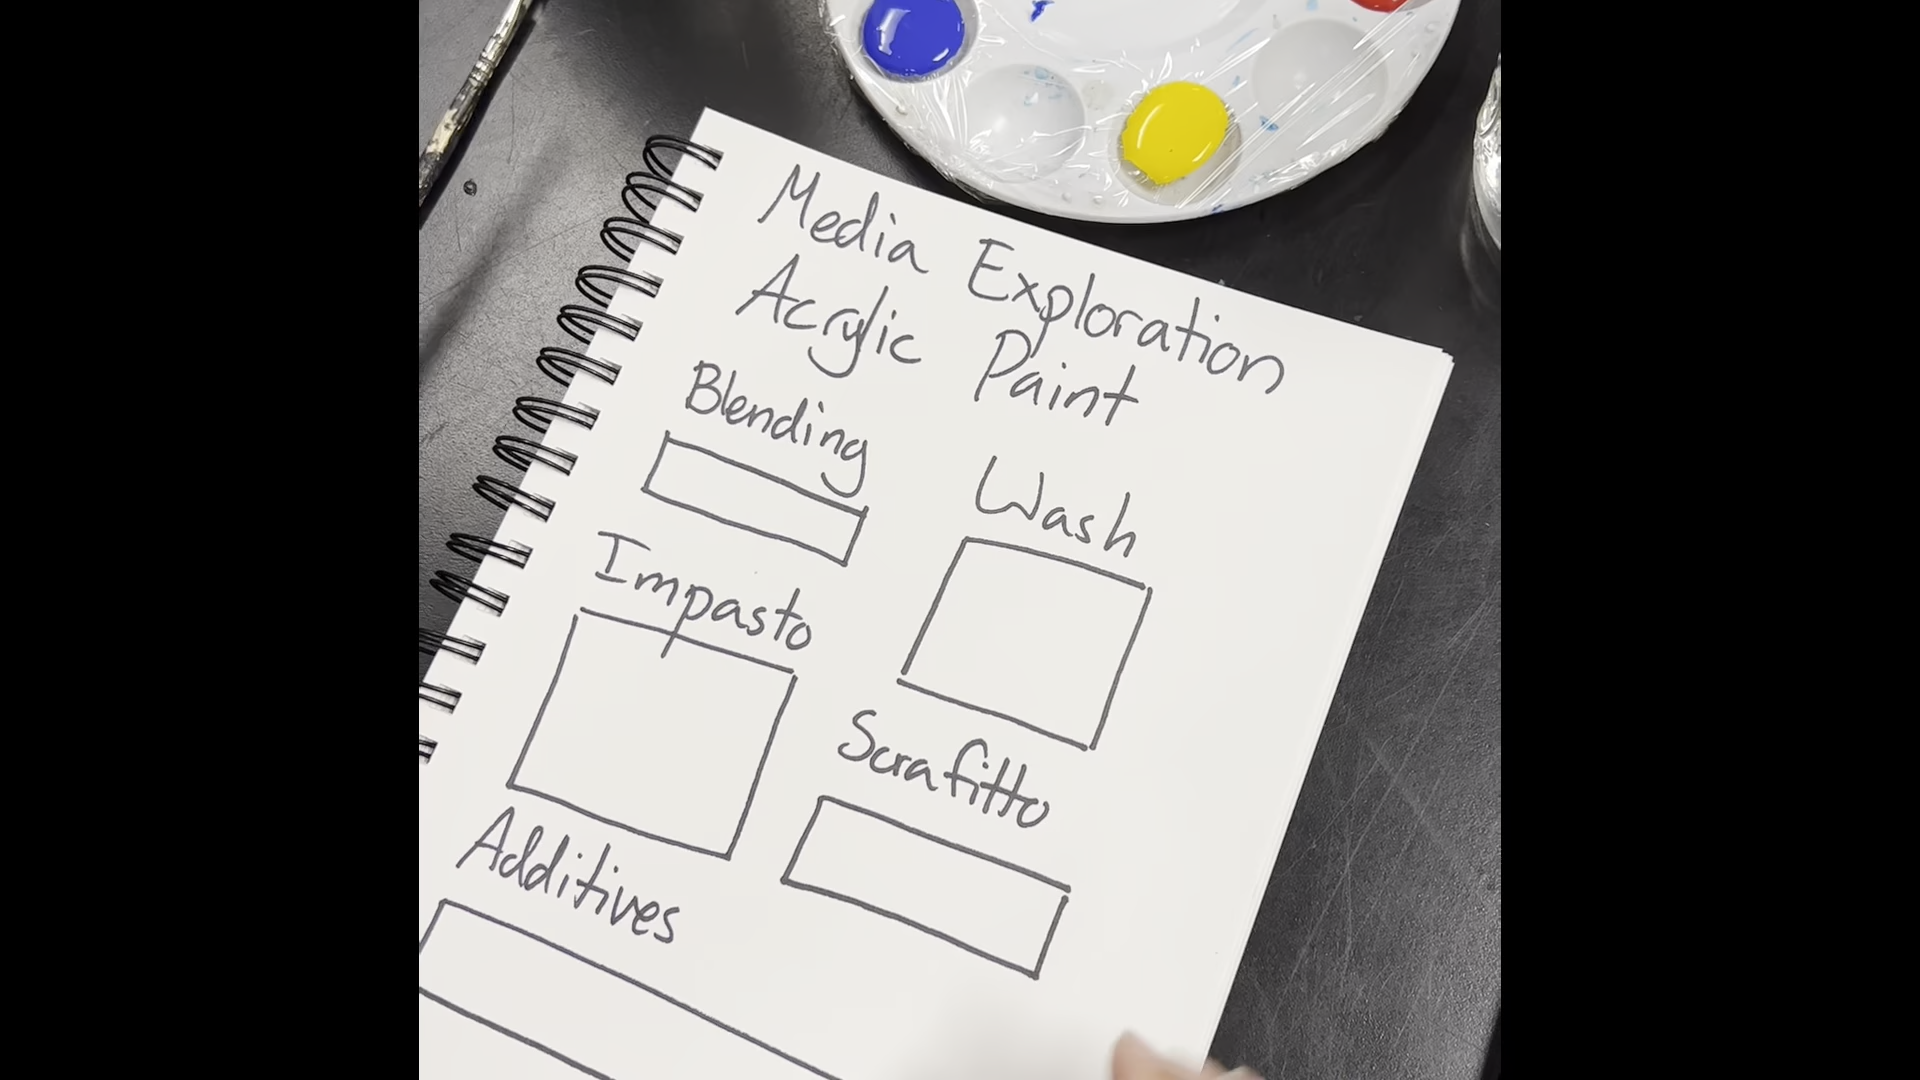 Media Exploration
Acrylic Paint
Blending
Wash
Impasto
Scrafitto
Additives